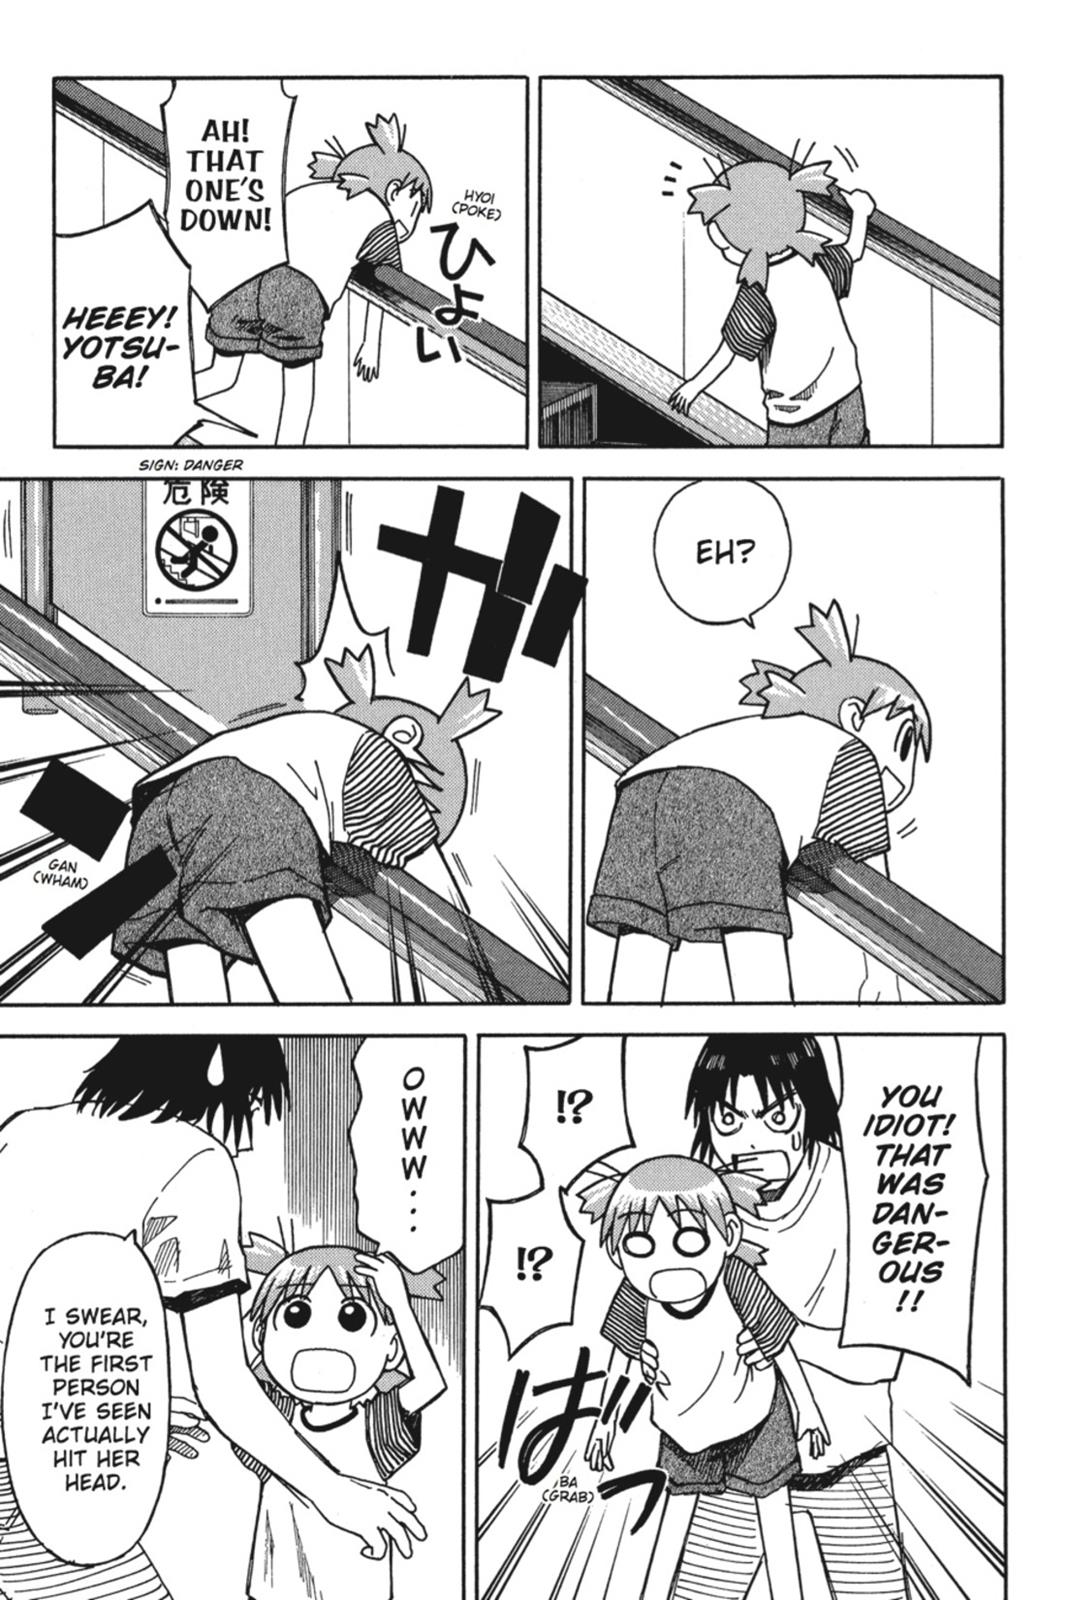 AH!
THAT
ONE'S
DOWN!
HYOI
(POKE)
ひょい
HEEEY!
YOTSU-
BA!
EH?
SIGN: DANGER
危険
ガン
GAN
(WHAM)
YOU
IDIOT!
THAT
WAS
DAN-
GER-
OUS
!!
!?
!?
ばっ
BA
(GRAB)
OWWW....
I SWEAR,
YOU'RE
THE FIRST
PERSON
I'VE SEEN
ACTUALLY
HIT HER
HEAD.